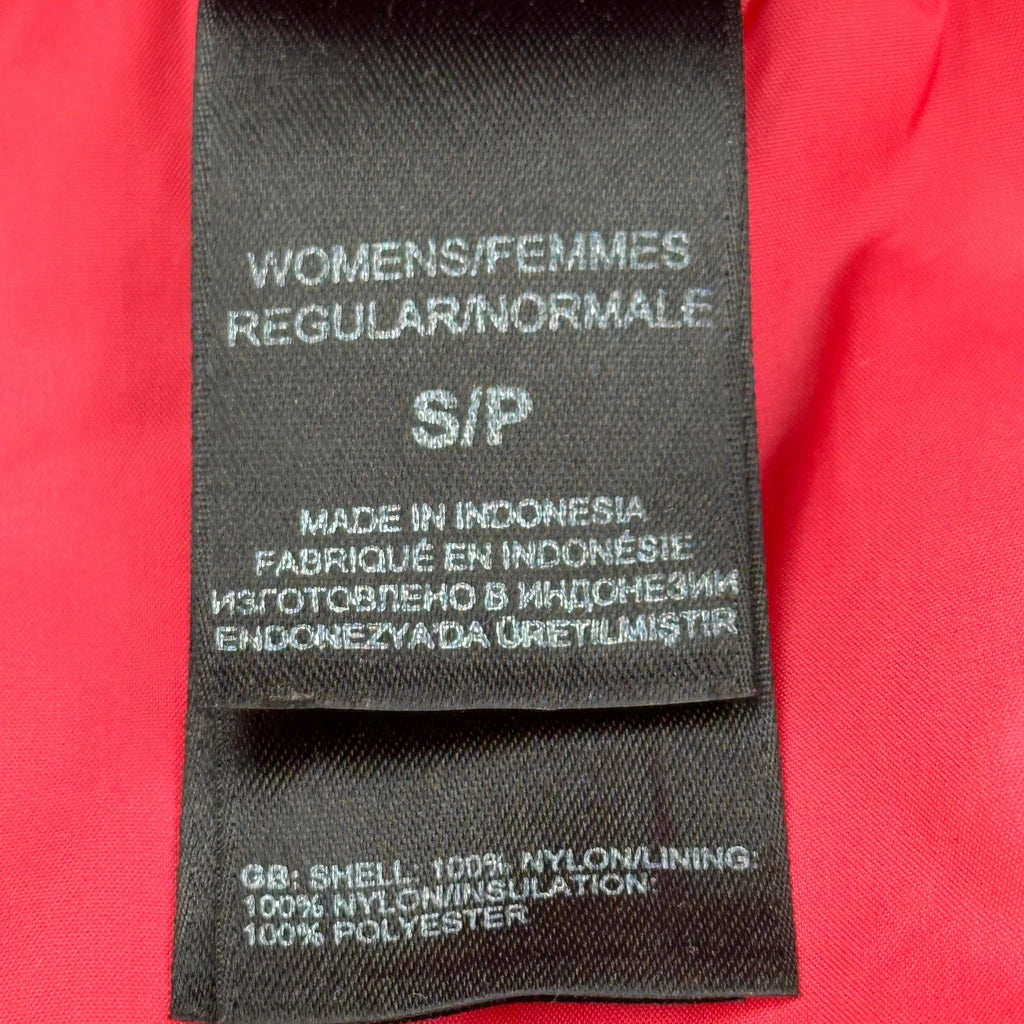 WOMENS/FEMMES
REGULAR/NORMALE
S/P
MADE IN INDONESIA
FABRIQUÉ EN INDONÉSIE
ИЗГОТОВЛЕНО В ИНДОНЕЗИИ
ENDONEZYA'DA ÜRETILMIŞTIR
GB: SHELL: 100% NYLON/LINING:
100% NYLON/INSULATION:
100% POLYESTER